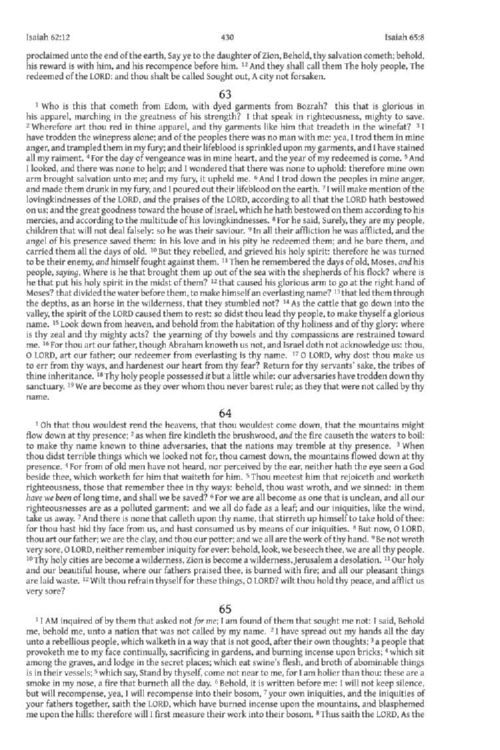 Isaiah 62:12 430 Isaiah 65:8
proclaimed unto the end of the earth, Say ye to the daughter of Zion, Behold, thy salvation cometh; behold,
his reward is with him, and his recompence before him. 12 And they shall call them The holy people, The
redeemed of the LORD: and thou shalt be called Sought out, A city not forsaken.
63
1 Who is this that cometh from Edom, with dyed garments from Bozrah? this that is glorious in
his apparel, marching in the greatness of his strength? I that speak in righteousness, mighty to save.
2 Wherefore art thou red in thine apparel, and thy garments like him that treadeth in the winefat? 3 I
have trodden the winepress alone; and of the peoples there was no man with me: yea, I trod them in mine
anger, and trampled them in my fury; and their lifeblood is sprinkled upon my garments, and I have stained
all my raiment. 4 For the day of vengeance was in mine heart, and the year of my redeemed is come. 5 And
I looked, and there was none to help; and I wondered that there was none to uphold: therefore mine own
arm brought salvation unto me; and my fury, it upheld me. 6 And I trod down the peoples in mine anger,
and made them drunk in my fury, and I poured out their lifeblood on the earth. 7 I will make mention of the
lovingkindnesses of the LORD, and the praises of the LORD, according to all that the LORD hath bestowed
on us; and the great goodness toward the house of Israel, which he hath bestowed on them according to his
mercies, and according to the multitude of his lovingkindnesses. 8 For he said, Surely, they are my people,
children that will not deal falsely: so he was their saviour. 9 In all their affliction he was afflicted, and the
angel of his presence saved them: in his love and in his pity he redeemed them; and he bare them, and
carried them all the days of old. 10 But they rebelled, and grieved his holy spirit: therefore he was turned
to be their enemy, and himself fought against them. 11 Then he remembered the days of old, Moses, and his
people, saying, Where is he that brought them up out of the sea with the shepherds of his flock? where is
he that put his holy spirit in the midst of them? 12 that caused his glorious arm to go at the right hand of
Moses? that divided the water before them, to make himself an everlasting name? 13 that led them through
the depths, as an horse in the wilderness, that they stumbled not? 14 As the cattle that go down into the
valley, the spirit of the LORD caused them to rest: so didst thou lead thy people, to make thyself a glorious
name. 15 Look down from heaven, and behold from the habitation of thy holiness and of thy glory: where
is thy zeal and thy mighty acts? the yearning of thy bowels and thy compassions are restrained toward
me. 16 For thou art our father, though Abraham knoweth us not, and Israel doth not acknowledge us: thou,
O LORD, art our father; our redeemer from everlasting is thy name. 17 O LORD, why dost thou make us
to err from thy ways, and hardenest our heart from thy fear? Return for thy servants' sake, the tribes of
thine inheritance. 18 Thy holy people possessed it but a little while: our adversaries have trodden down thy
sanctuary. 19 We are become as they over whom thou never barest rule; as they that were not called by thy
name.
64
1 Oh that thou wouldest rend the heavens, that thou wouldest come down, that the mountains might
flow down at thy presence; 2 as when fire kindleth the brushwood, and the fire causeth the waters to boil:
to make thy name known to thine adversaries, that the nations may tremble at thy presence. 3 When
thou didst terrible things which we looked not for, thou camest down, the mountains flowed down at thy
presence. 4 For from of old men have not heard, nor perceived by the ear, neither hath the eye seen a God
beside thee, which worketh for him that waiteth for him. 5 Thou meetest him that rejoiceth and worketh
righteousness, those that remember thee in thy ways: behold, thou wast wroth, and we sinned: in them
have we been of long time, and shall we be saved? 6 For we are all become as one that is unclean, and all our
righteousnesses are as a polluted garment: and we all do fade as a leaf; and our iniquities, like the wind,
take us away. 7 And there is none that calleth upon thy name, that stirreth up himself to take hold of thee:
for thou hast hid thy face from us, and hast consumed us by means of our iniquities. 8 But now, O LORD,
thou art our father; we are the clay, and thou our potter; and we all are the work of thy hand. 9 Be not wroth
very sore, O LORD, neither remember iniquity for ever: behold, look, we beseech thee, we are all thy people.
10 Thy holy cities are become a wilderness, Zion is become a wilderness, Jerusalem a desolation. 11 Our holy
and our beautiful house, where our fathers praised thee, is burned with fire; and all our pleasant things
are laid waste. 12 Wilt thou refrain thyself for these things, O LORD? wilt thou hold thy peace, and afflict us
very sore?
65
1 I AM inquired of by them that asked not for me; I am found of them that sought me not: I said, Behold
me, behold me, unto a nation that was not called by my name. 2 I have spread out my hands all the day
unto a rebellious people, which walketh in a way that is not good, after their own thoughts; 3 a people that
provoketh me to my face continually, sacrificing in gardens, and burning incense upon bricks; 4 which sit
among the graves, and lodge in the secret places; which eat swine's flesh, and broth of abominable things
is in their vessels; 5 which say, Stand by thyself, come not near to me, for I am holier than thou: these are a
smoke in my nose, a fire that burneth all the day. 6 Behold, it is written before me: I will not keep silence,
but will recompense, yea, I will recompense into their bosom, 7 your own iniquities, and the iniquities of
your fathers together, saith the LORD, which have burned incense upon the mountains, and blasphemed
me upon the hills: therefore will I first measure their work into their bosom. 8 Thus saith the LORD, As the